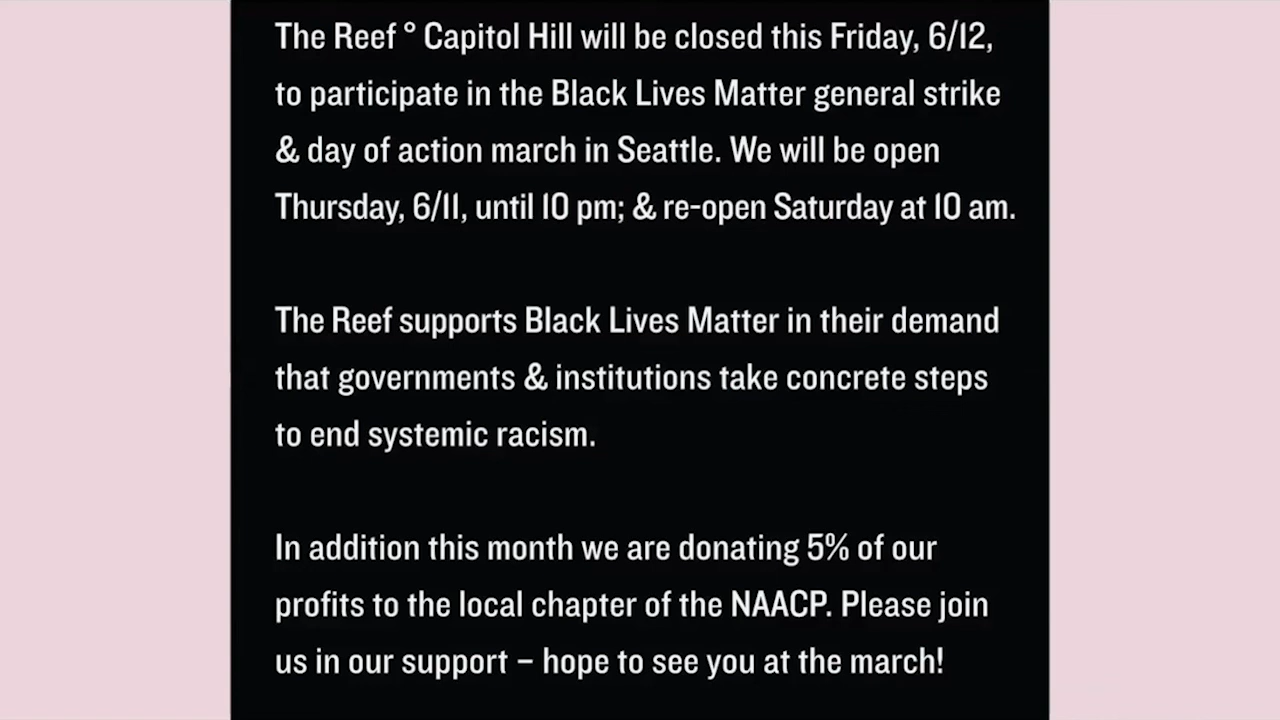 The Reef ° Capitol Hill will be closed this Friday, 6/12,
to participate in the Black Lives Matter general strike
& day of action march in Seattle. We will be open
Thursday, 6/11, until 10 pm; & re-open Saturday at 10 am.
The Reef supports Black Lives Matter in their demand
that governments & institutions take concrete steps
to end systemic racism.
In addition this month we are donating 5% of our
profits to the local chapter of the NAACP. Please join
us in our support – hope to see you at the march!